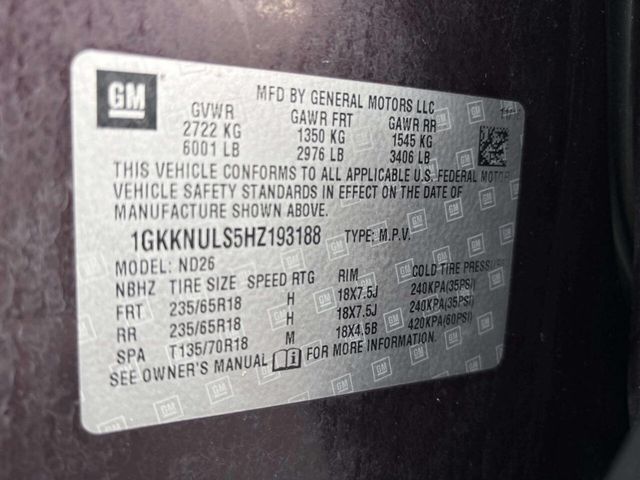 GM
MFD BY GENERAL MOTORS LLC
GVWR GAWR FRT GAWR RR
2722 KG 1350 KG 1545 KG
6001 LB 2976 LB 3406 LB
THIS VEHICLE CONFORMS TO ALL APPLICABLE U.S. FEDERAL MOTOR
VEHICLE SAFETY STANDARDS IN EFFECT ON THE DATE OF
MANUFACTURE SHOWN ABOVE.
1GKKNULS5HZ193188 TYPE: M.P.V.
MODEL: ND26
NBHZ TIRE SIZE SPEED RTG RIM COLD TIRE PRESSURE
FRT 235/65R18 H 18X7.5J 240KPA(35PSI)
RR 235/65R18 H 18X7.5J 240KPA(35PSI)
SPA T135/70R18 M 18X4.5B 420KPA(60PSI)
SEE OWNER'S MANUAL FOR MORE INFORMATION.